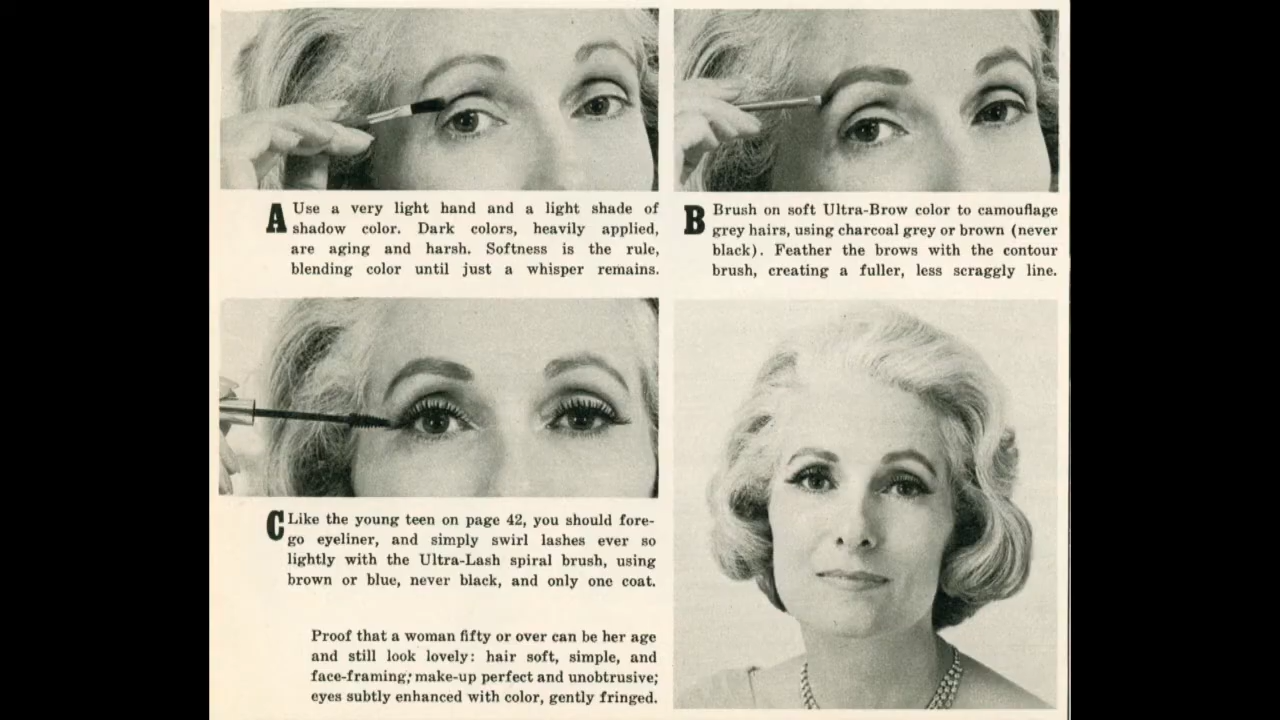 A Use a very light hand and a light shade of
shadow color. Dark colors, heavily applied,
are aging and harsh. Softness is the rule,
blending color until just a whisper remains.
B Brush on soft Ultra-Brow color to camouflage
grey hairs, using charcoal grey or brown (never
black). Feather the brows with the contour
brush, creating a fuller, less scraggly line.
C Like the young teen on page 42, you should fore-
go eyeliner, and simply swirl lashes ever so
lightly with the Ultra-Lash spiral brush, using
brown or blue, never black, and only one coat.
Proof that a woman fifty or over can be her age
and still look lovely: hair soft, simple, and
face-framing; make-up perfect and unobtrusive;
eyes subtly enhanced with color, gently fringed.